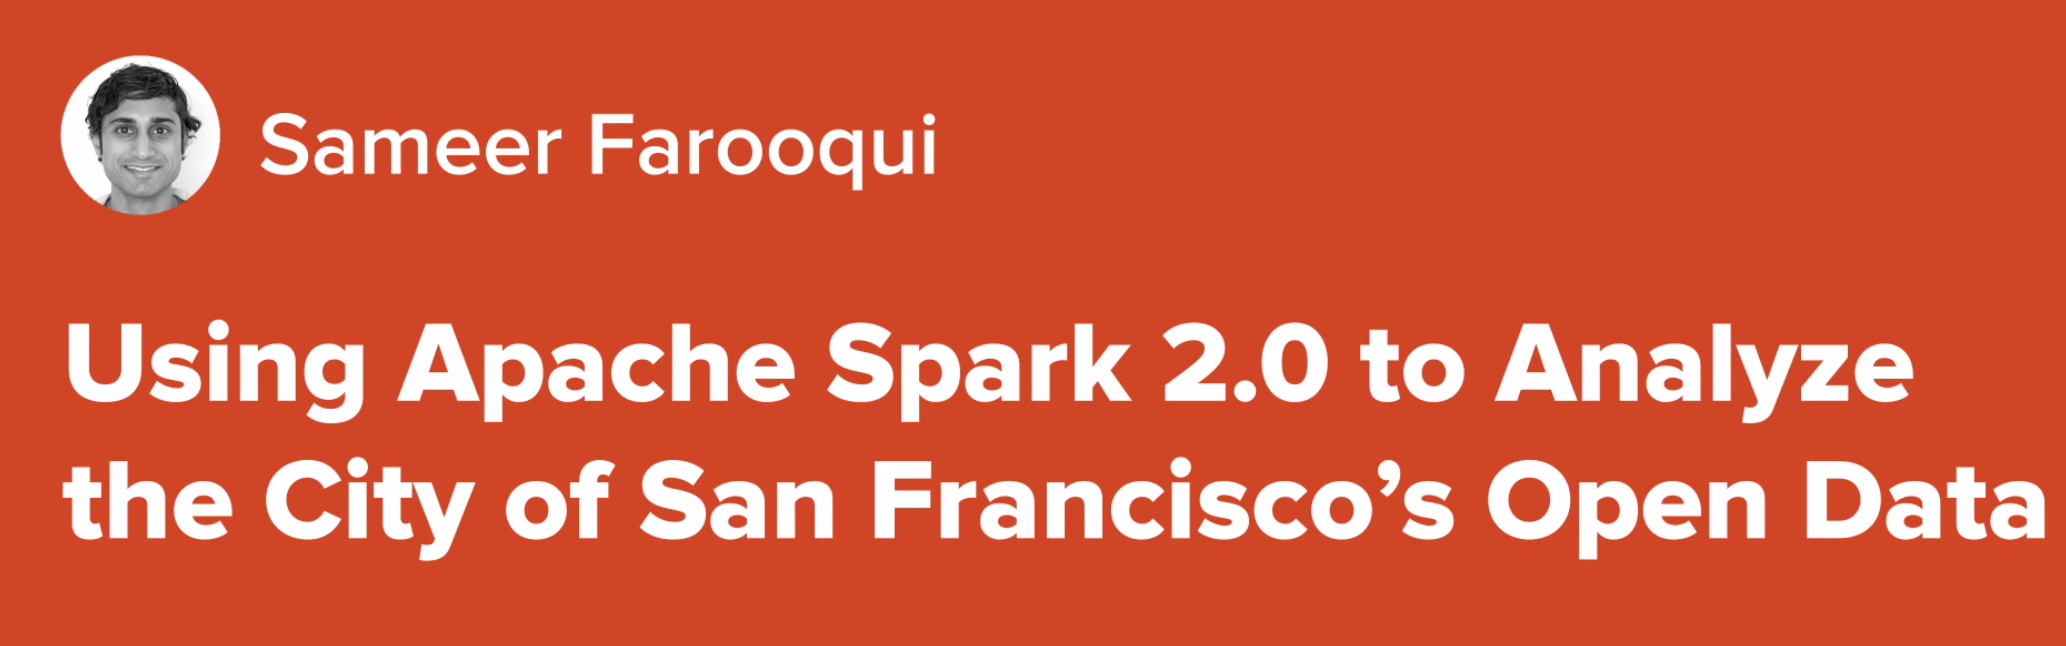 Sameer Farooqui
Using Apache Spark 2.0 to Analyze
the City of San Francisco’s Open Data